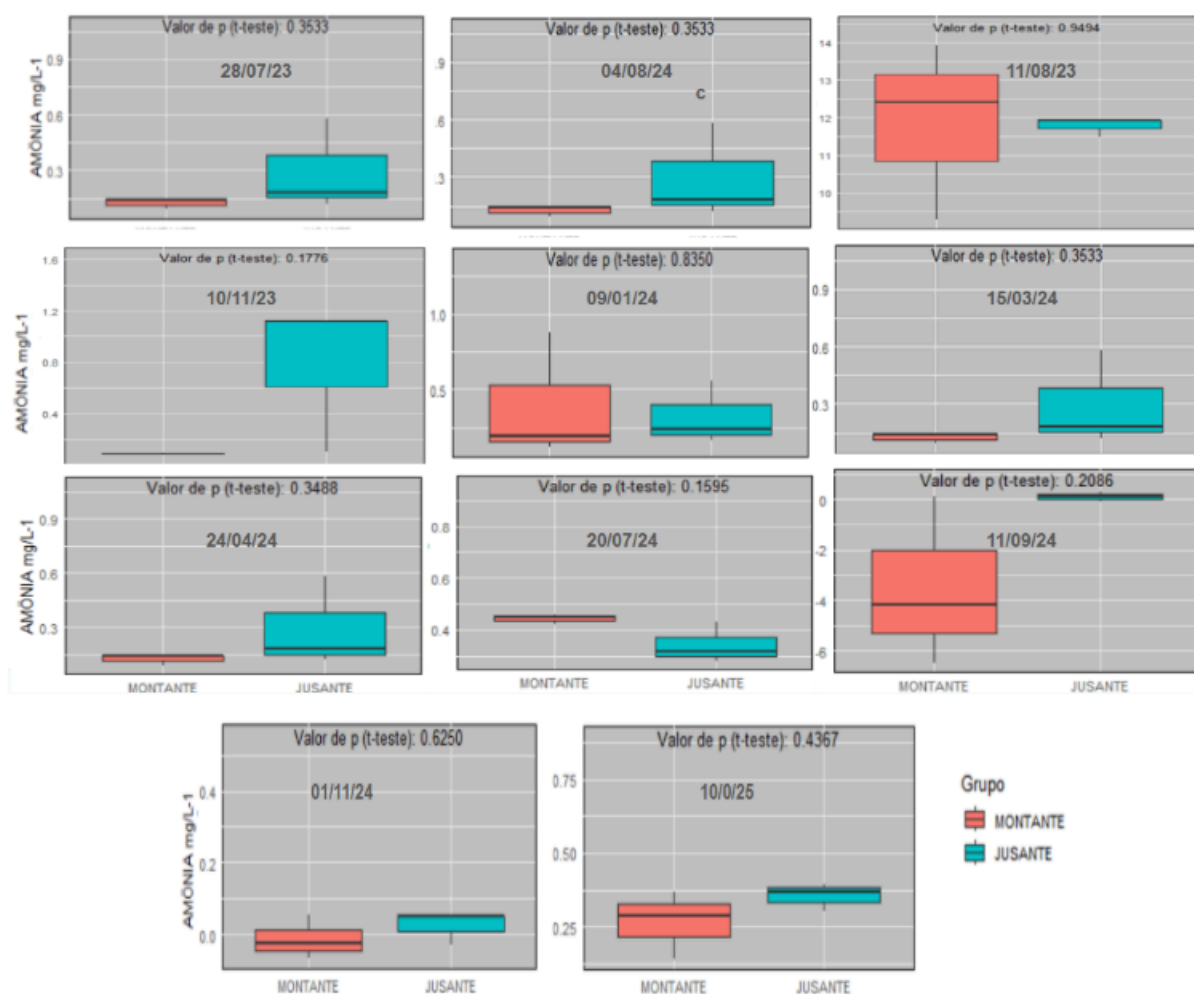 Valor de p (t-teste): 0.3533
28/07/23
AMÔNIA mg/L-1
0.9
0.6
0.3
Valor de p (t-teste): 0.3533
04/08/24
C
.9
.6
.3
Valor de p (t-teste): 0.9494
11/08/23
14
13
12
11
10
Valor de p (t-teste): 0.1776
10/11/23
AMÔNIA mg/L-1
1.6
1.2
0.8
0.4
Valor de p (t-teste): 0.8350
09/01/24
1.0
0.5
Valor de p (t-teste): 0.3533
15/03/24
0.9
0.6
0.3
Valor de p (t-teste): 0.3488
24/04/24
AMÔNIA mg/L-1
0.9
0.6
0.3
MONTANTE
JUSANTE
Valor de p (t-teste): 0.1595
20/07/24
0.8
0.6
0.4
MONTANTE
JUSANTE
Valor de p (t-teste): 0.2086
11/09/24
0
-2
-4
-6
MONTANTE
JUSANTE
Valor de p (t-teste): 0.6250
01/11/24
AMÔNIA mg/L-1
0.4
0.2
0.0
MONTANTE
JUSANTE
Valor de p (t-teste): 0.4367
10/0/25
0.75
0.50
0.25
MONTANTE
JUSANTE
Grupo
MONTANTE
JUSANTE